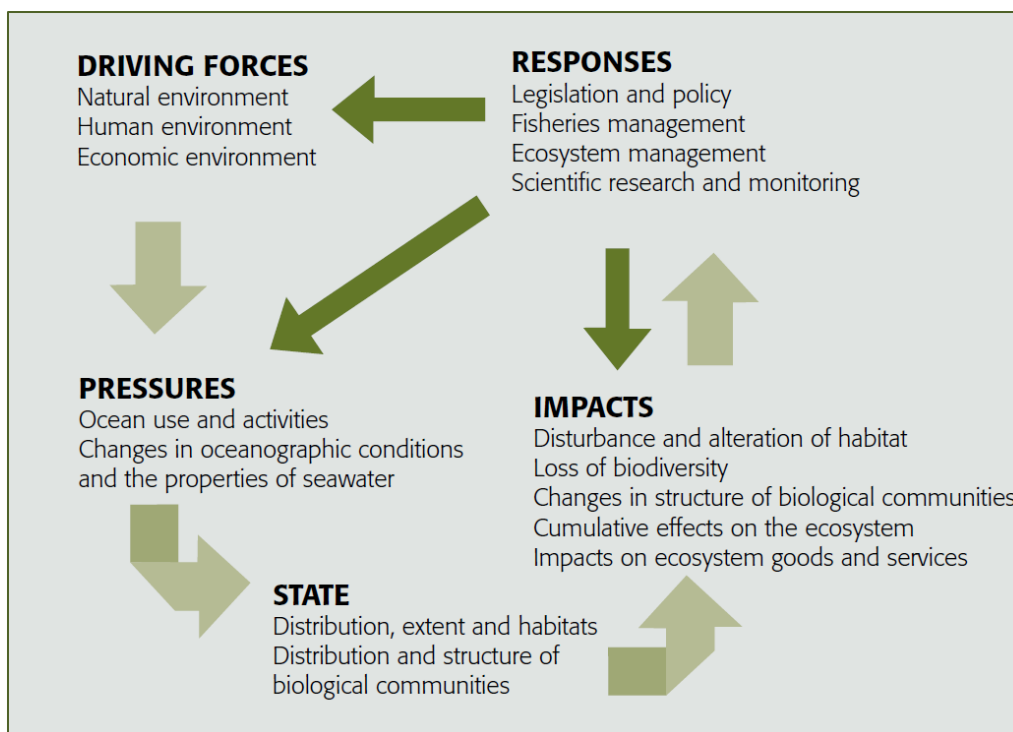 DRIVING FORCES
Natural environment
Human environment
Economic environment
RESPONSES
Legislation and policy
Fisheries management
Ecosystem management
Scientific research and monitoring
PRESSURES
Ocean use and activities
Changes in oceanographic conditions
and the properties of seawater
IMPACTS
Disturbance and alteration of habitat
Loss of biodiversity
Changes in structure of biological communities
Cumulative effects on the ecosystem
Impacts on ecosystem goods and services
STATE
Distribution, extent and habitats
Distribution and structure of
biological communities